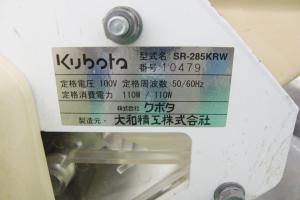 Kubota 型式名 SR-285KRW
番号 10479
定格電圧 100V 定格周波数 50/60Hz
定格消費電力 110W / 110W
株式会社 クボタ
製造元・大和精工株式会社